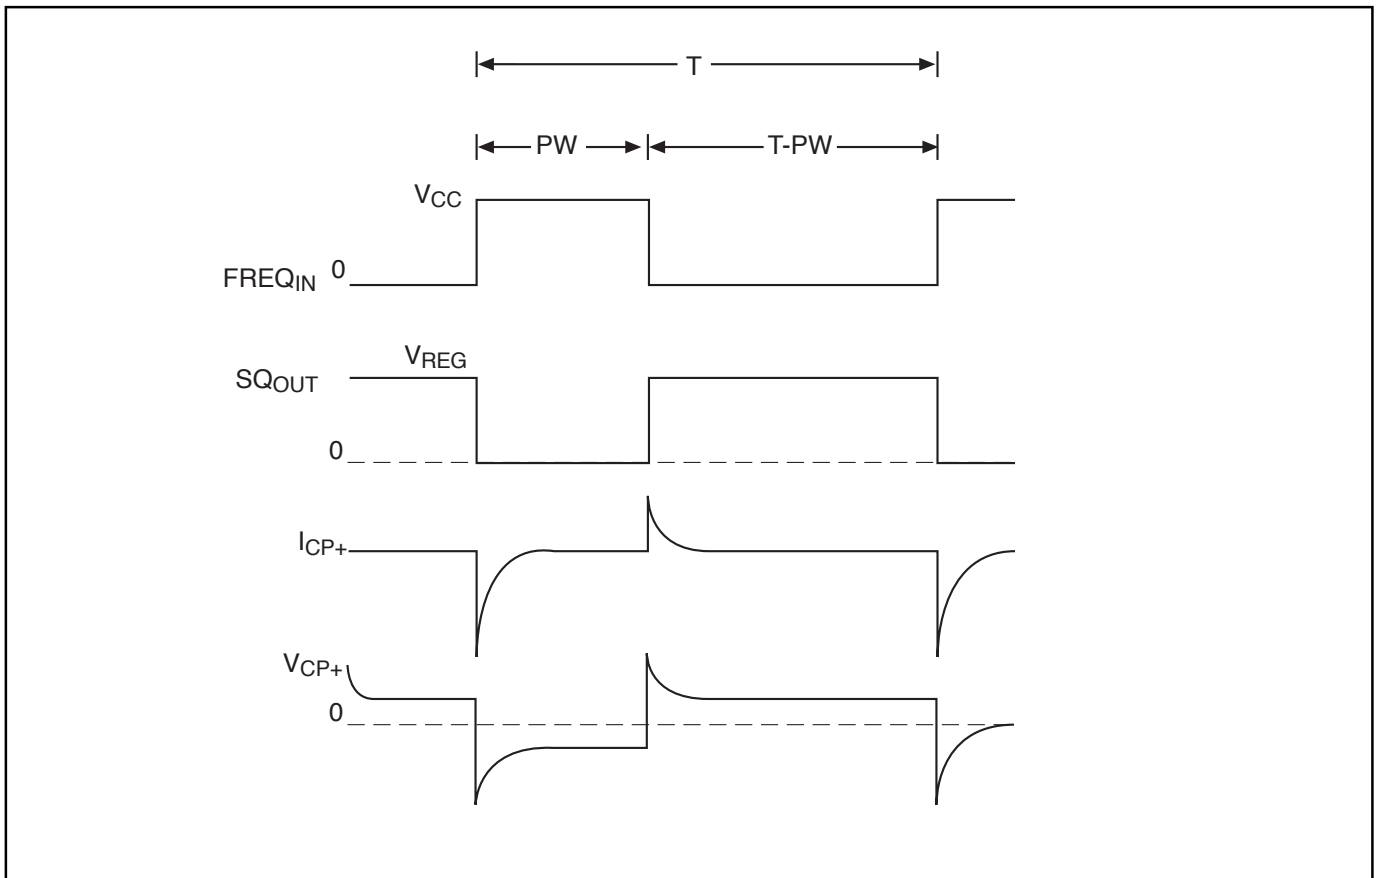 T
PW
T-PW
VCC
FREQIN 0
VREG
SQOUT
0
ICP+
VCP+
0